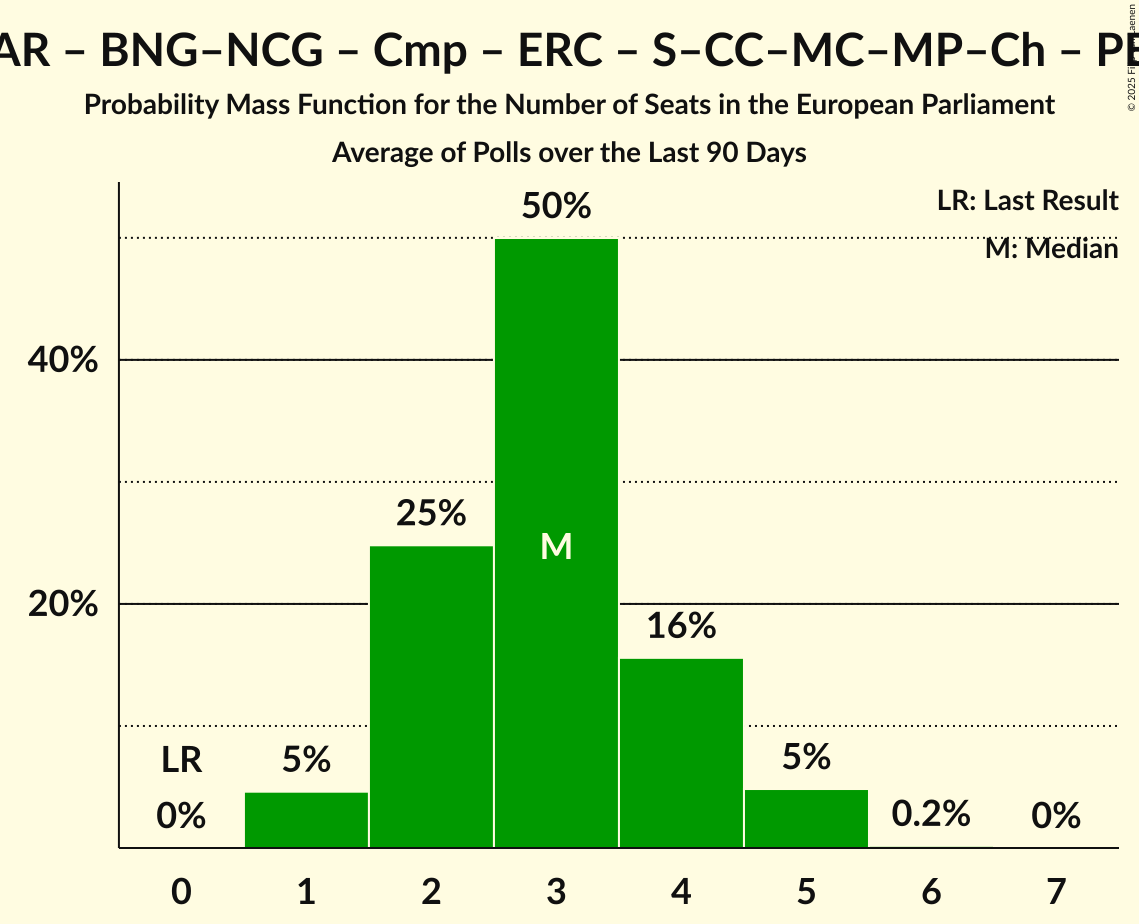 AR – BNG–NCG – Cmp – ERC – S–CC–MC–MP–Ch – PE
Probability Mass Function for the Number of Seats in the European Parliament
Average of Polls over the Last 90 Days
© 2025
LR: Last Result
M: Median
50%
40%
25%
M
20%
16%
LR
5%
5%
0%
0.2%
0%
0 1 2 3 4 5 6 7